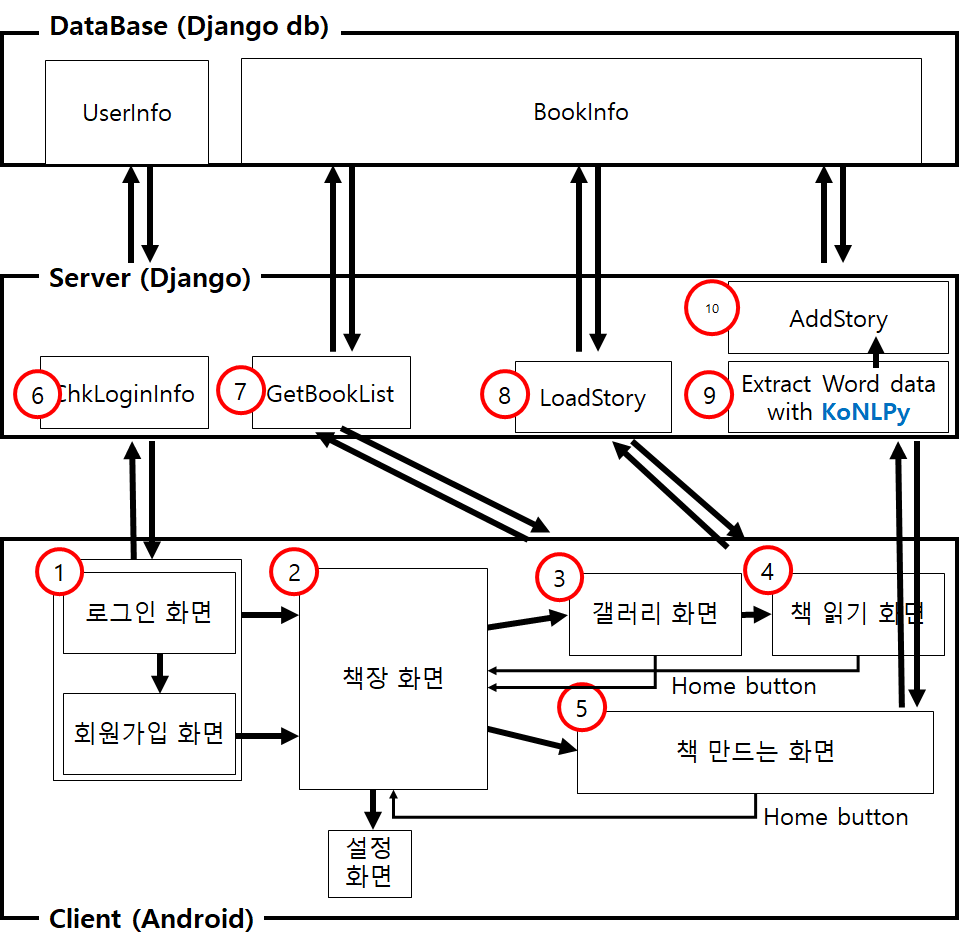 DataBase (Django db)
UserInfo
BookInfo
Server (Django)
10
AddStory
6
ChkLoginInfo
7
GetBookList
8
LoadStory
9
Extract Word data
with KoNLPy
1
로그인 화면
회원가입 화면
2
책장 화면
3
갤러리 화면
4
책 읽기 화면
Home button
5
책 만드는 화면
Home button
설정
화면
Client (Android)